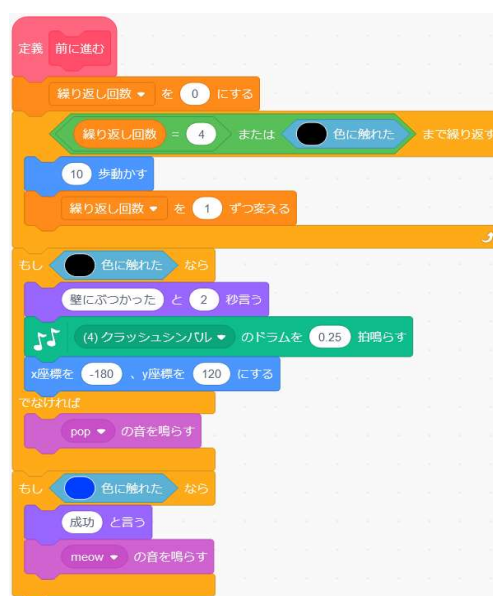 定義 前に進む
繰り返し回数 を 0 にする
繰り返し回数 = 4 または 色に触れた まで繰り返す
10 歩動かす
繰り返し回数 を 1 ずつ変える
もし 色に触れた なら
壁にぶつかった と 2 秒言う
(4) クラッシュシンバル のドラムを 0.25 拍鳴らす
x座標を -180 、y座標を 120 にする
でなければ
pop の音を鳴らす
もし 色に触れた なら
成功 と言う
meow の音を鳴らす